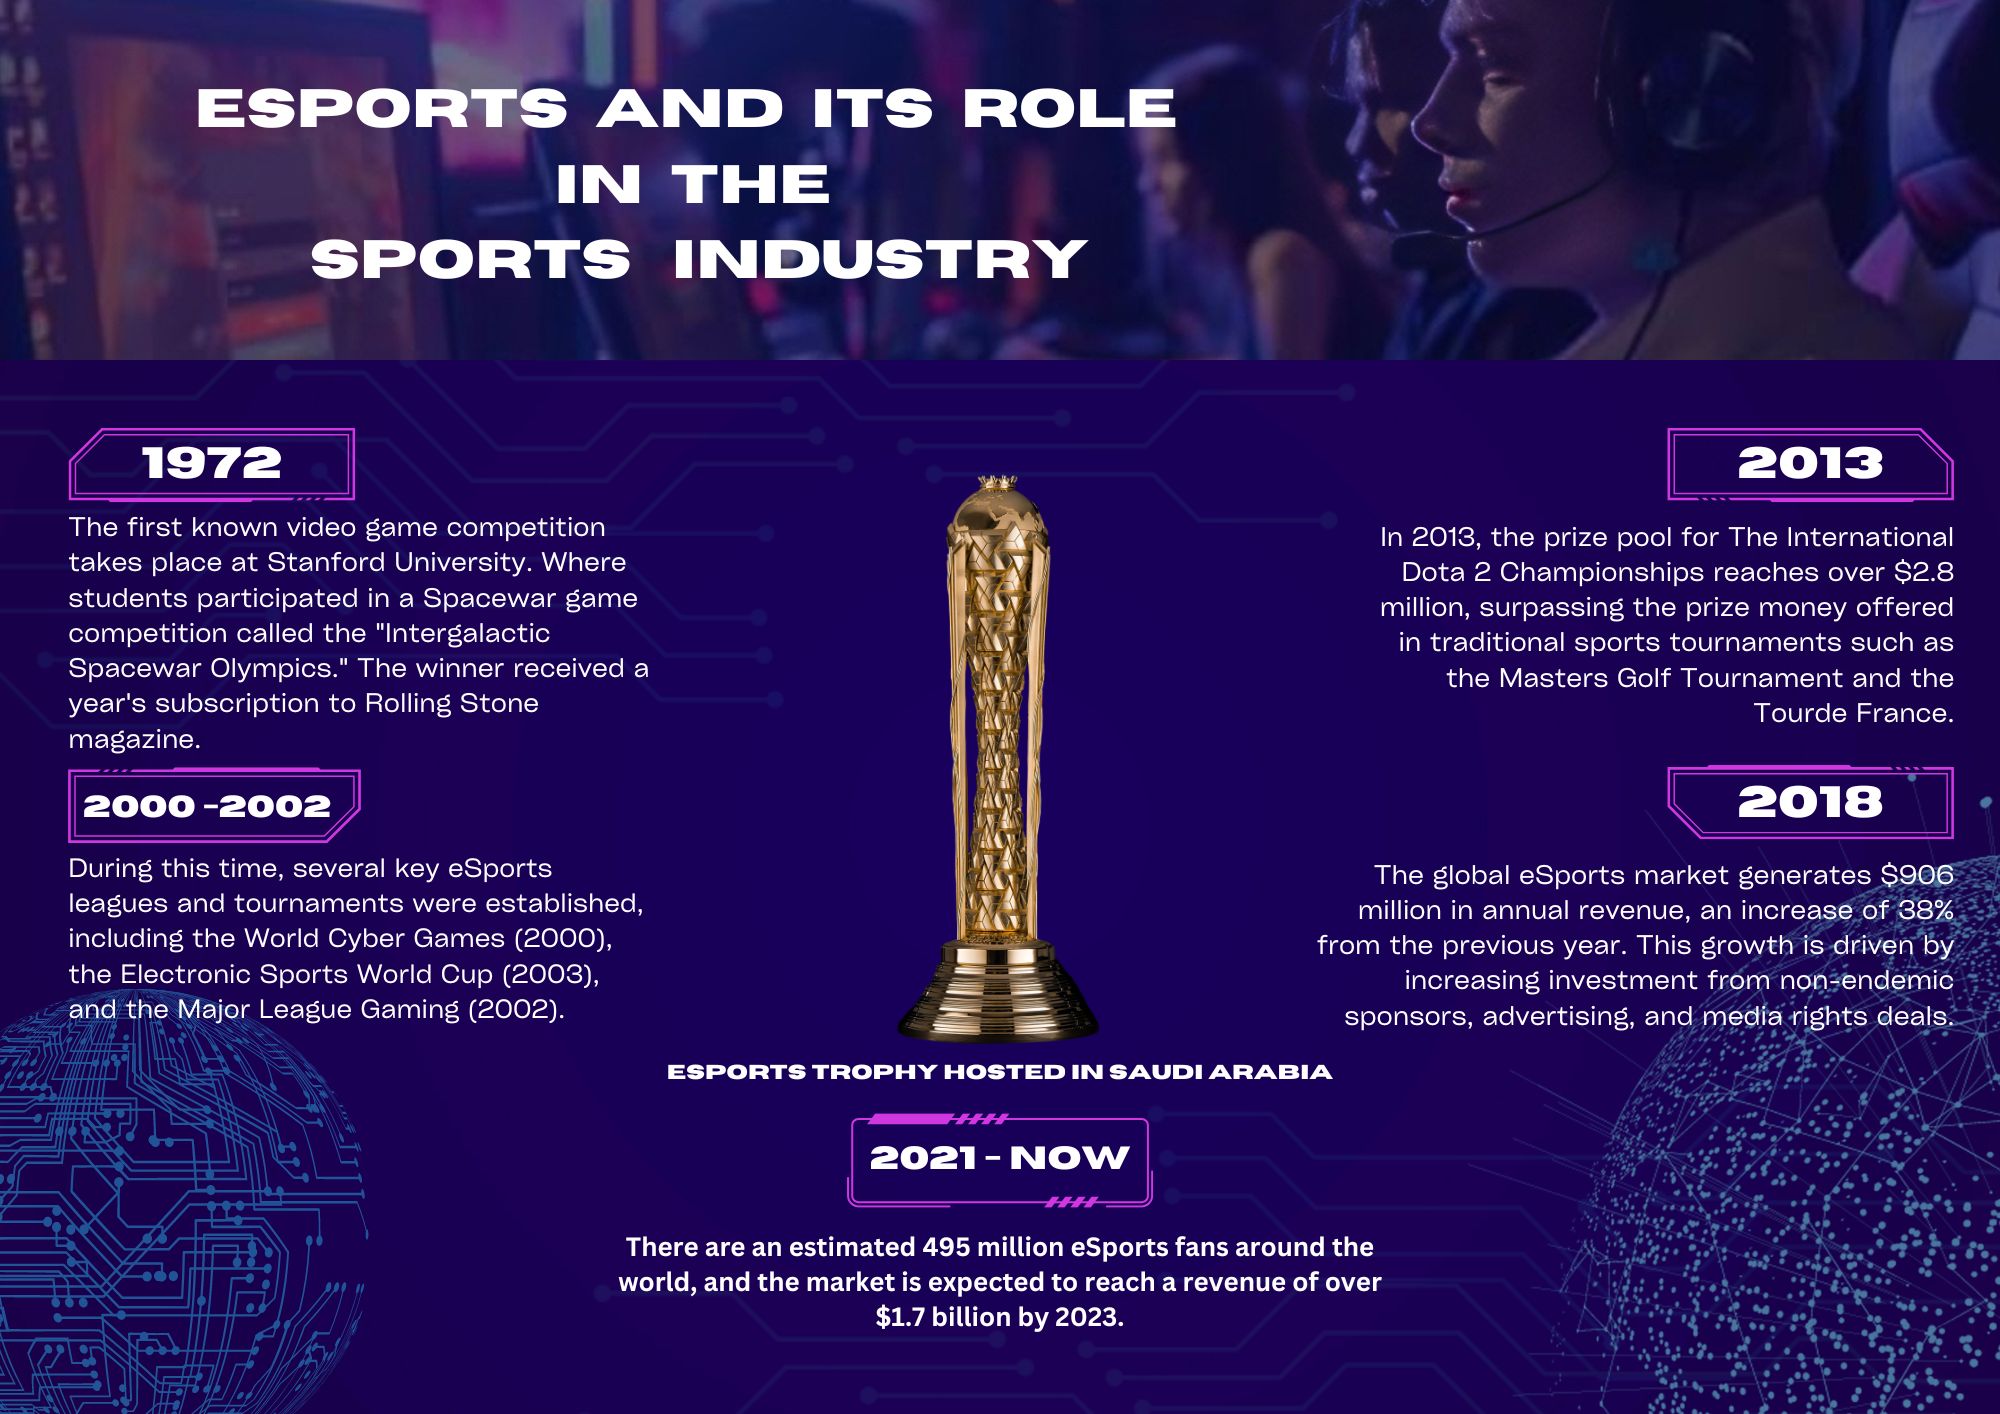 ESPORTS AND ITS ROLE
IN THE
SPORTS INDUSTRY
1972
The first known video game competition
takes place at Stanford University. Where
students participated in a Spacewar game
competition called the "Intergalactic
Spacewar Olympics." The winner received a
year's subscription to Rolling Stone
magazine.
2000 -2002
During this time, several key eSports
leagues and tournaments were established,
including the World Cyber Games (2000),
the Electronic Sports World Cup (2003),
and the Major League Gaming (2002).
2013
In 2013, the prize pool for The International
Dota 2 Championships reaches over $2.8
million, surpassing the prize money offered
in traditional sports tournaments such as
the Masters Golf Tournament and the
Tourde France.
2018
The global eSports market generates $906
million in annual revenue, an increase of 38%
from the previous year. This growth is driven by
increasing investment from non-endemic
sponsors, advertising, and media rights deals.
ESPORTS TROPHY HOSTED IN SAUDI ARABIA
2021 - NOW
There are an estimated 495 million eSports fans around the
world, and the market is expected to reach a revenue of over
$1.7 billion by 2023.